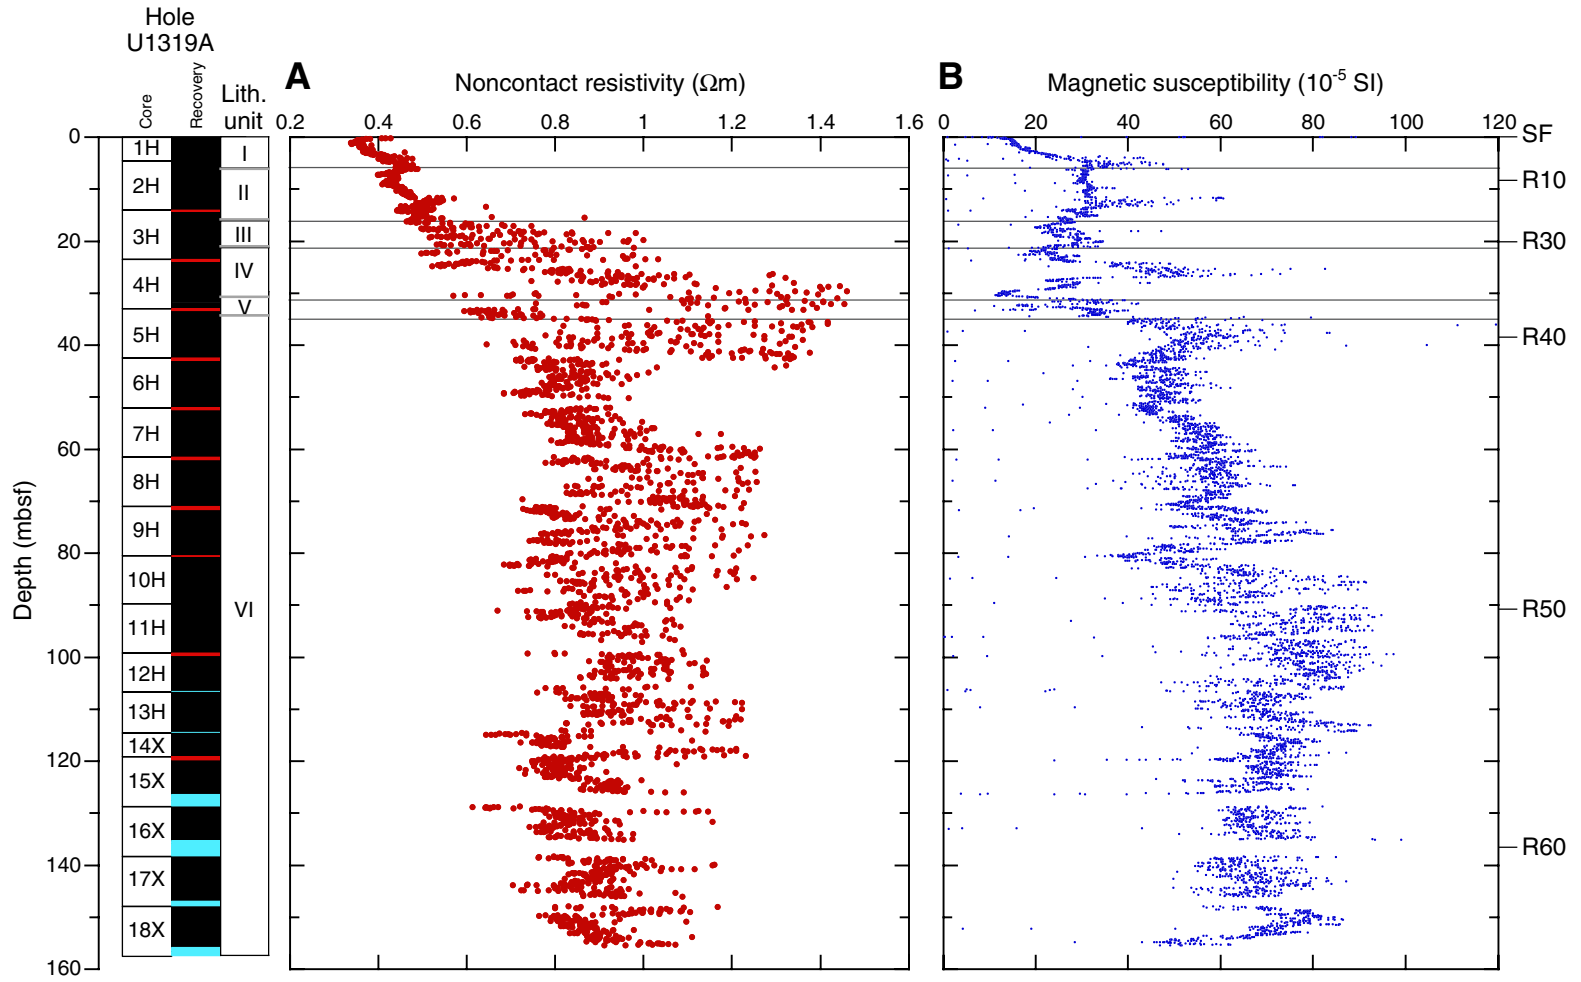 Hole
U1319A
Core
Recovery
Lith.
unit
A
Noncontact resistivity (Ωm)
B
Magnetic susceptibility (10-5 SI)
0.2 0.4 0.6 0.8 1 1.2 1.4 1.6
0 20 40 60 80 100 120
Depth (mbsf)
0
20
40
60
80
100
120
140
160
1H
2H
3H
4H
5H
6H
7H
8H
9H
10H
11H
12H
13H
14X
15X
16X
17X
18X
I
II
III
IV
V
VI
SF
R10
R30
R40
R50
R60